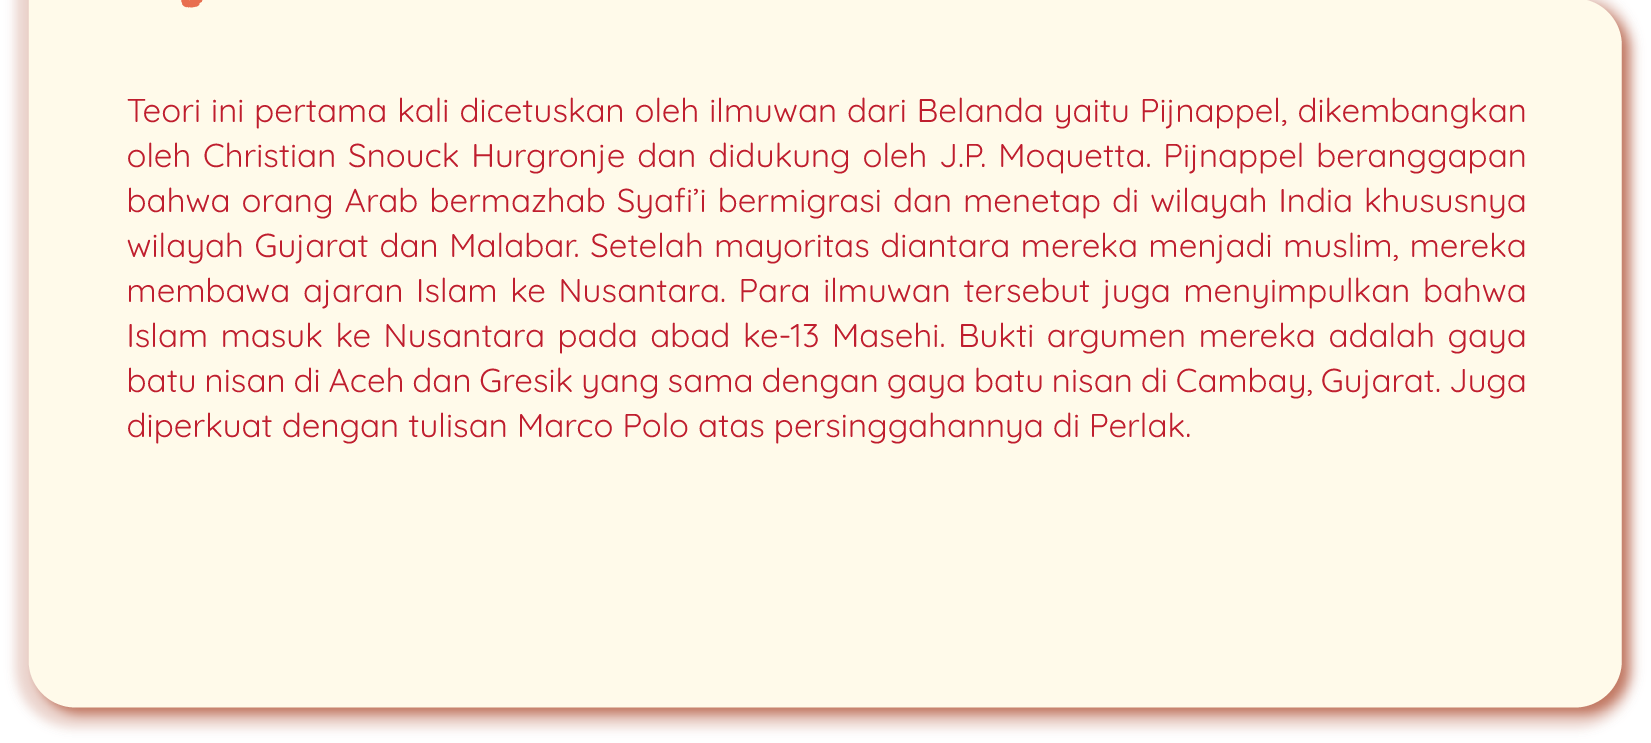 Teori ini pertama kali dicetuskan oleh ilmuwan dari Belanda yaitu Pijnappel, dikembangkan
oleh Christian Snouck Hurgronje dan didukung oleh J.P. Moquetta. Pijnappel beranggapan
bahwa orang Arab bermazhab Syafi’i bermigrasi dan menetap di wilayah India khususnya
wilayah Gujarat dan Malabar. Setelah mayoritas diantara mereka menjadi muslim, mereka
membawa ajaran Islam ke Nusantara. Para ilmuwan tersebut juga menyimpulkan bahwa
Islam masuk ke Nusantara pada abad ke-13 Masehi. Bukti argumen mereka adalah gaya
batu nisan di Aceh dan Gresik yang sama dengan gaya batu nisan di Cambay, Gujarat. Juga
diperkuat dengan tulisan Marco Polo atas persinggahannya di Perlak.